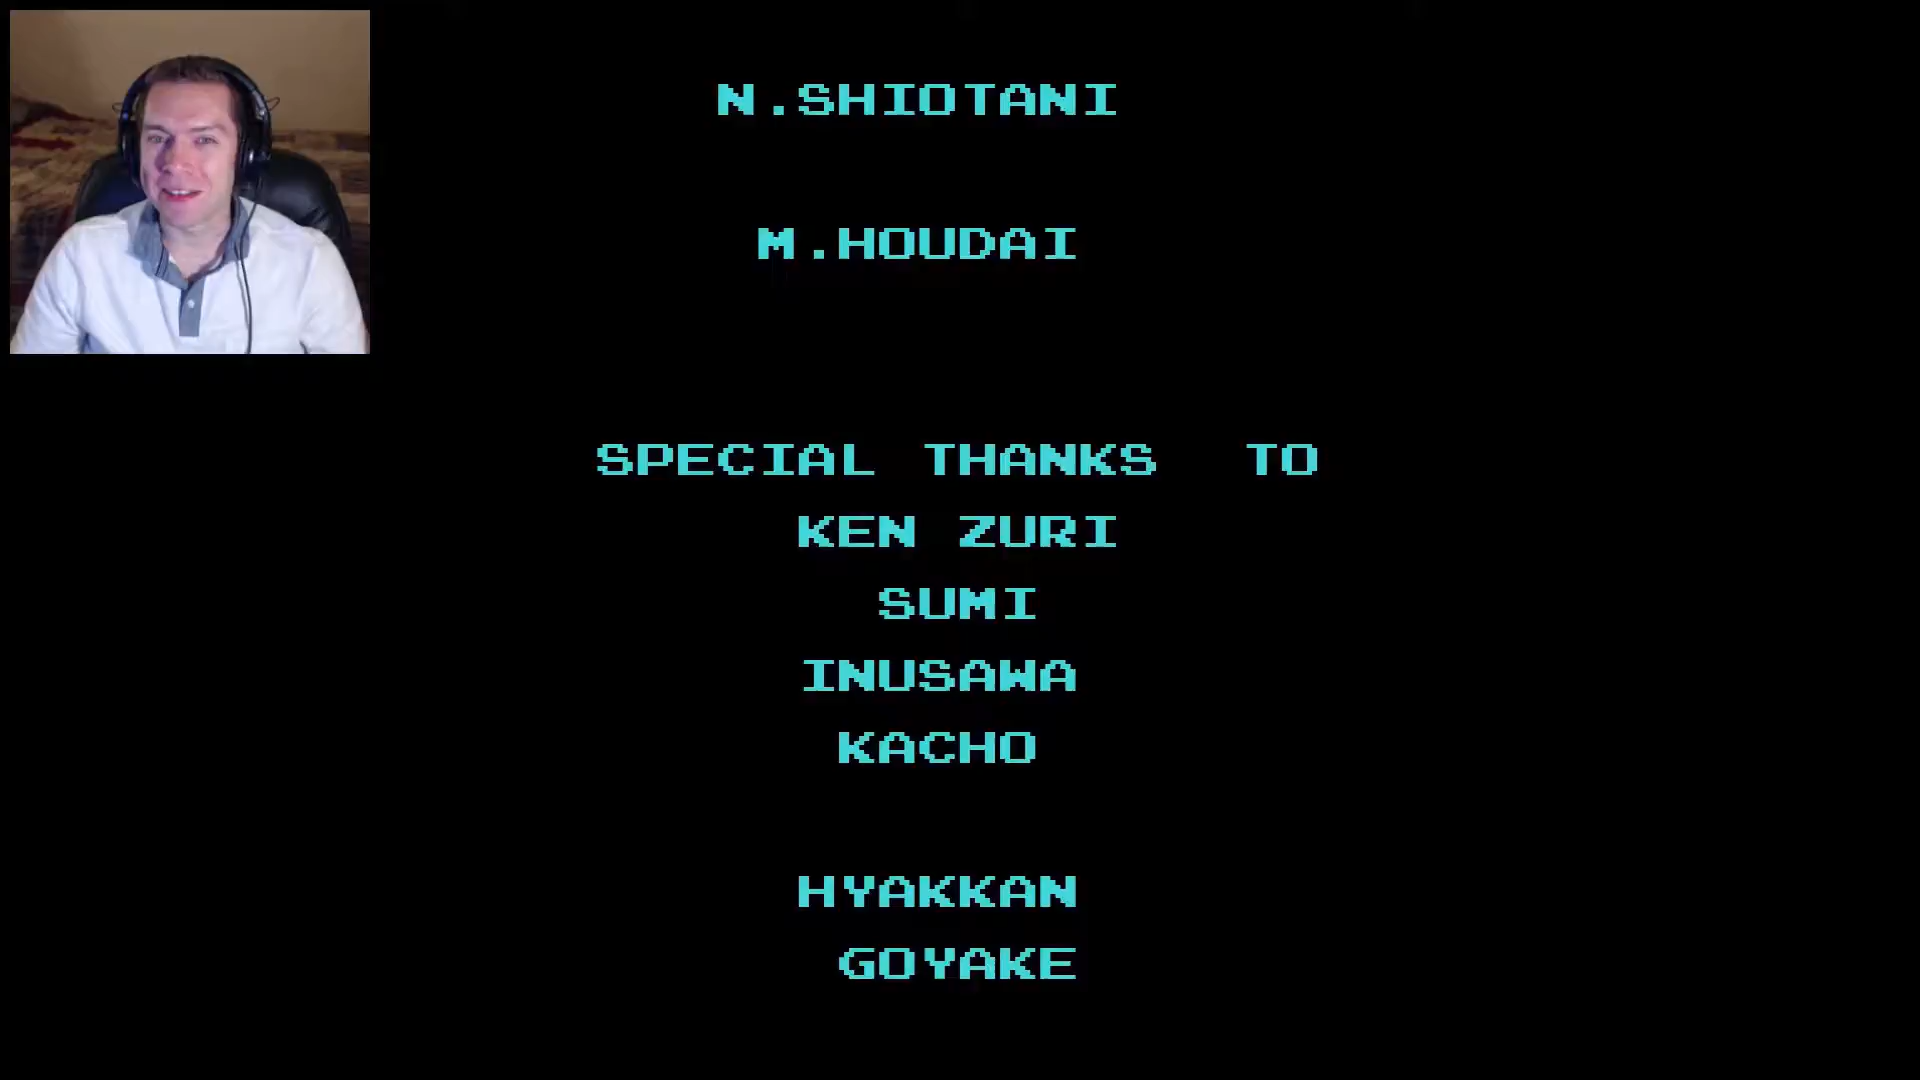 N.SHIOTANI
M.HOUDAI
SPECIAL THANKS TO
KEN ZURI
SUMI
INUSAWA
KACHO
HYAKKAN
GOYAKE